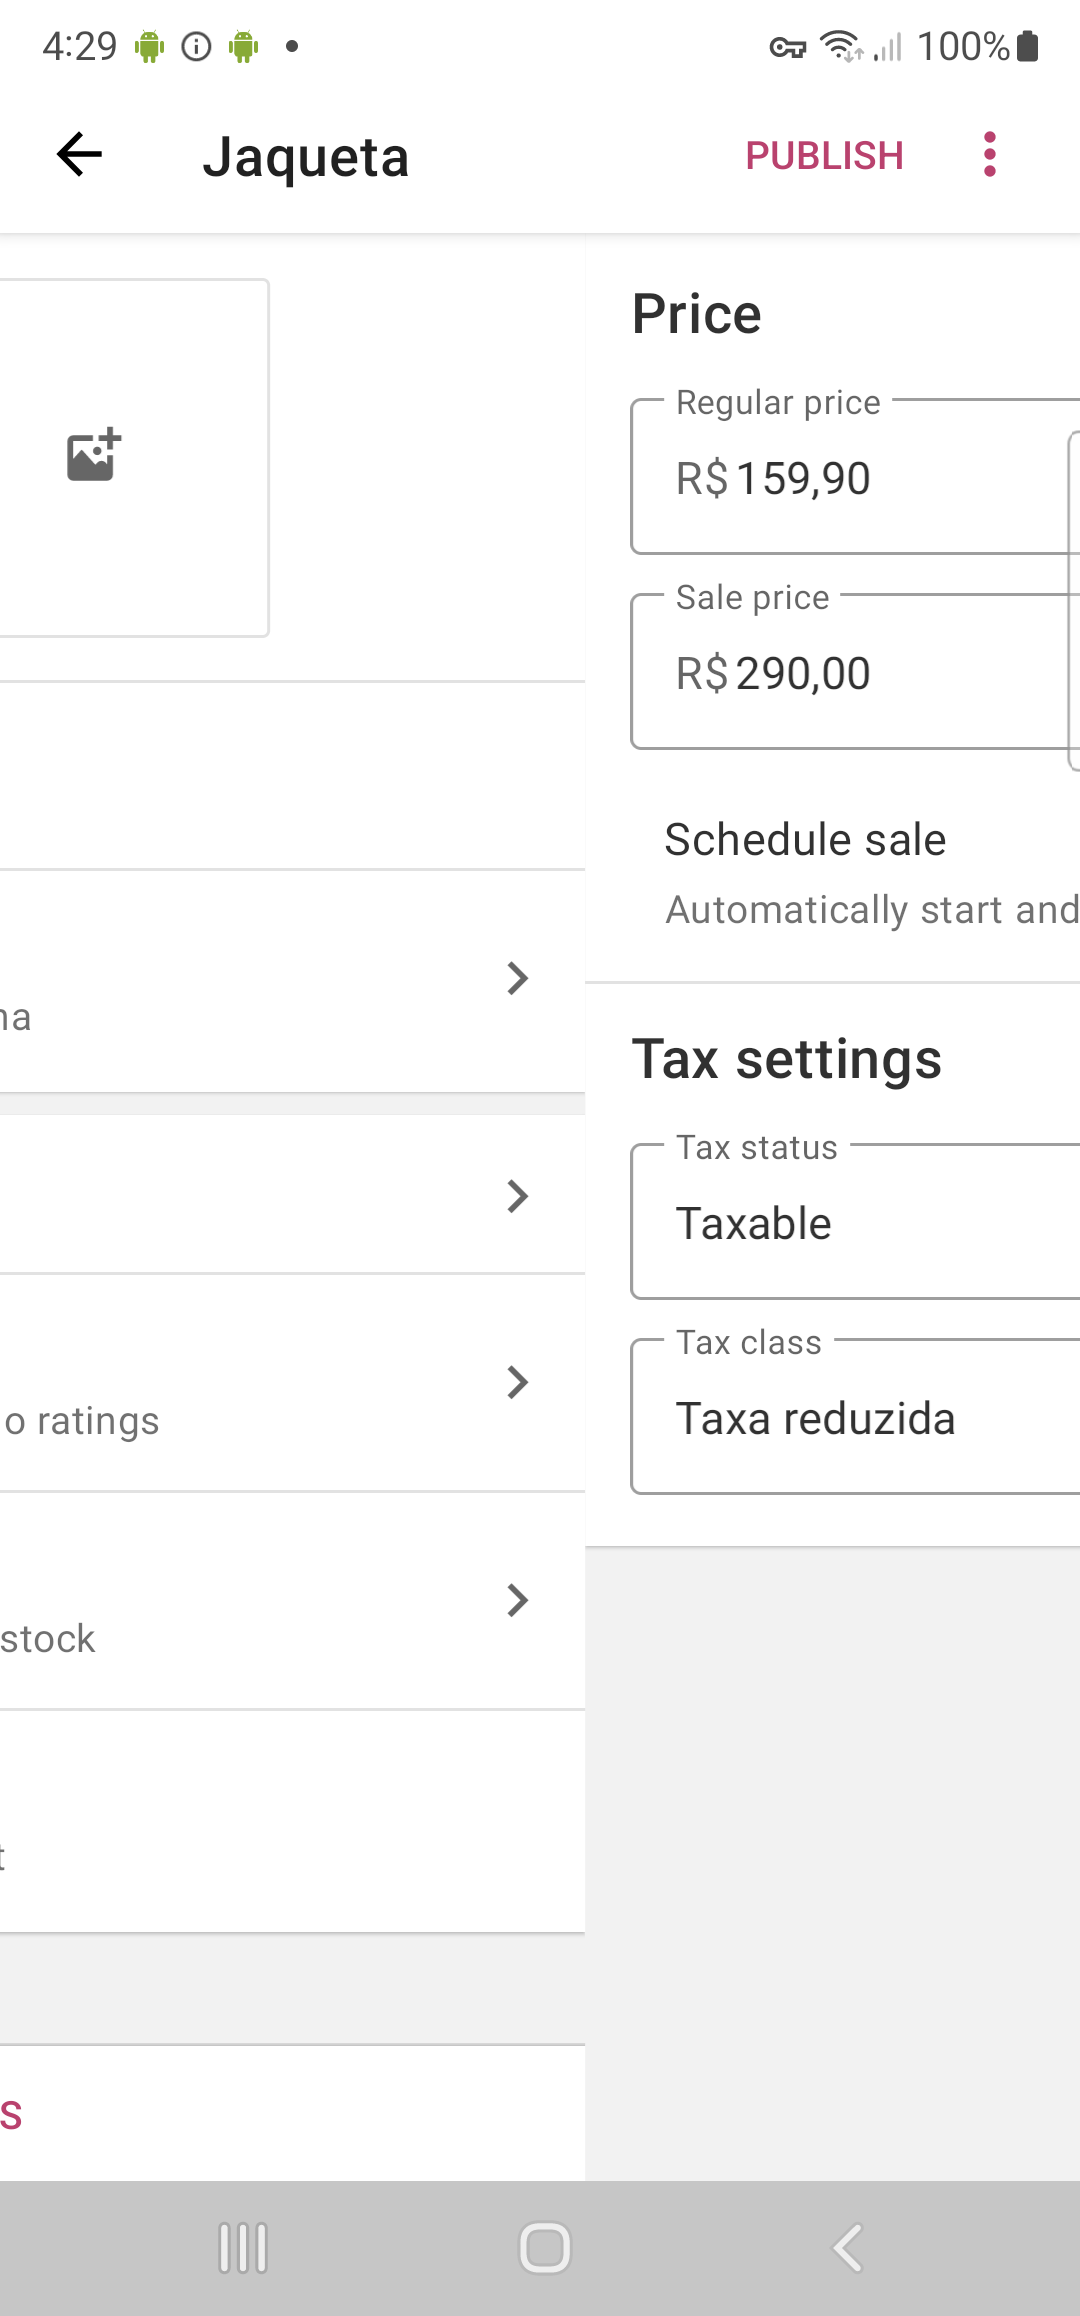 4:29
100%
Jaqueta
PUBLISH
Price
Regular price
R$ 159,90
Sale price
R$ 290,00
Schedule sale
Automatically start and
na
Tax settings
Tax status
Taxable
o ratings
Tax class
Taxa reduzida
stock
t
S